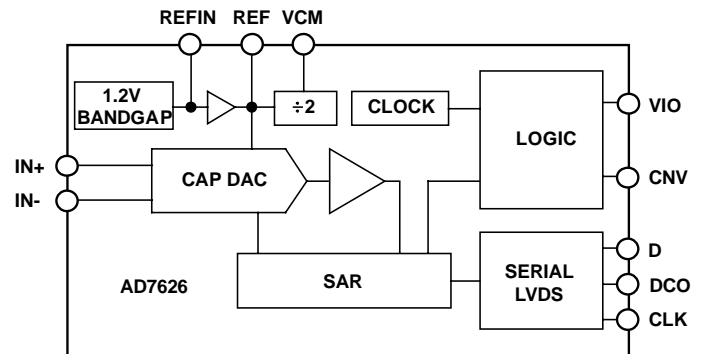 REFIN REF VCM
1.2V
BANDGAP
÷2
CLOCK
LOGIC
VIO
CNV
IN+
IN-
CAP DAC
SAR
SERIAL
LVDS
D
DCO
CLK
AD7626